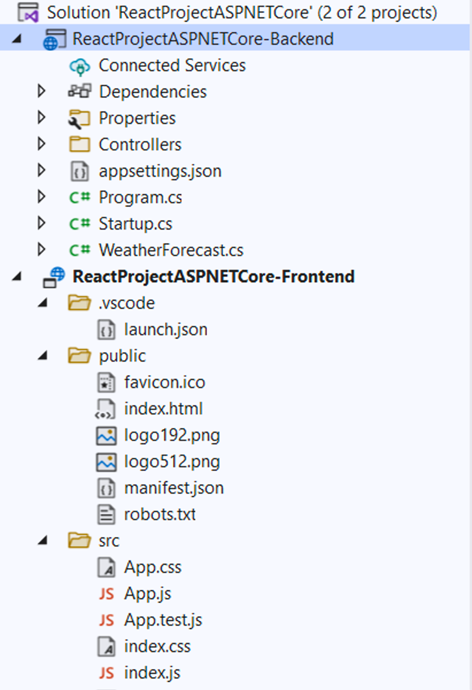 Solution 'ReactProjectASPNETCore' (2 of 2 projects)
ReactProjectASPNETCore-Backend
Connected Services
Dependencies
Properties
Controllers
appsettings.json
C# Program.cs
C# Startup.cs
C# WeatherForecast.cs
ReactProjectASPNETCore-Frontend
.vscode
launch.json
public
favicon.ico
index.html
logo192.png
logo512.png
manifest.json
robots.txt
src
App.css
JS App.js
JS App.test.js
index.css
JS index.js